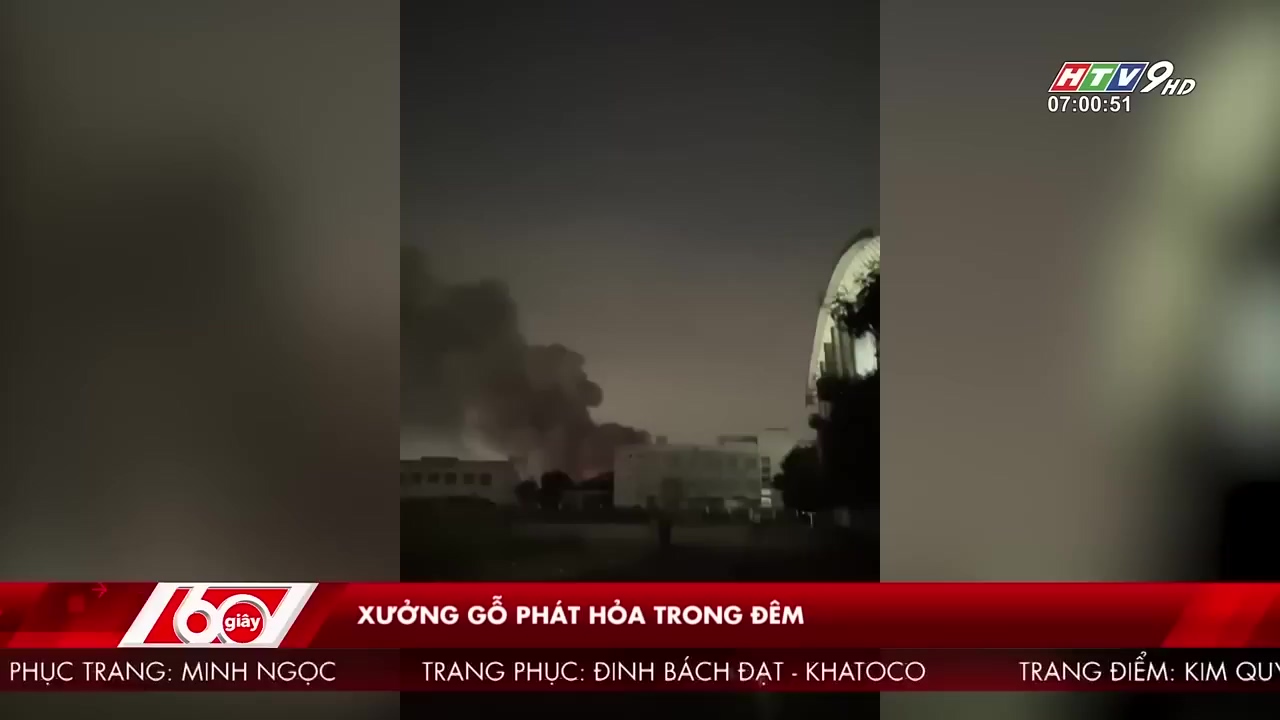 HTV9HD
07:00:51
60 giây
XƯỞNG GỖ PHÁT HỎA TRONG ĐÊM
PHỤC TRANG: MINH NGỌC TRANG PHỤC: ĐINH BÁCH ĐẠT - KHATOCO TRANG ĐIỂM: KIM